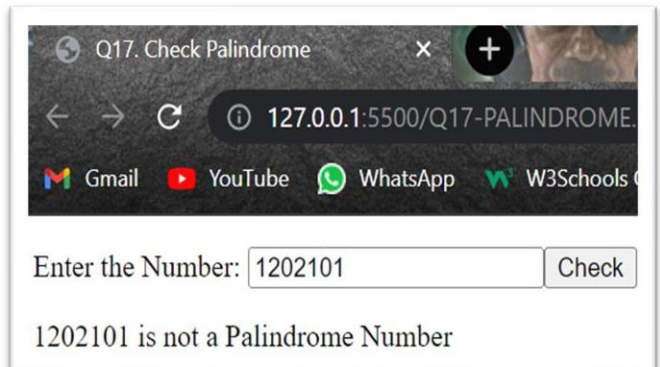 Q17. Check Palindrome
127.0.0.1:5500/Q17-PALINDROME.
Gmail YouTube WhatsApp W3Schools
Enter the Number: 1202101 Check
1202101 is not a Palindrome Number